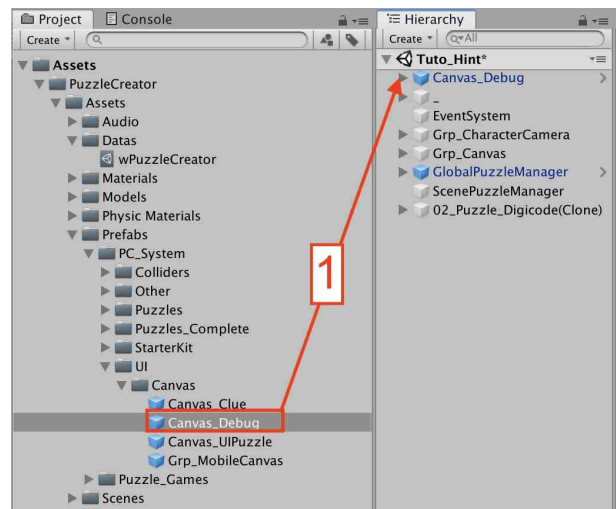 Project
Console
Create
Assets
PuzzleCreator
Assets
Audio
Datas
wPuzzleCreator
Materials
Models
Physic Materials
Prefabs
PC_System
Colliders
Other
Puzzles
Puzzles_Complete
StarterKit
UI
Canvas
Canvas_Clue
Canvas_Debug
Canvas_UIPuzzle
Grp_MobileCanvas
Puzzle_Games
Scenes
1
Hierarchy
Create
All
Tuto_Hint*
Canvas_Debug
_
EventSystem
Grp_CharacterCamera
Grp_Canvas
GlobalPuzzleManager
ScenePuzzleManager
02_Puzzle_Digicode(Clone)